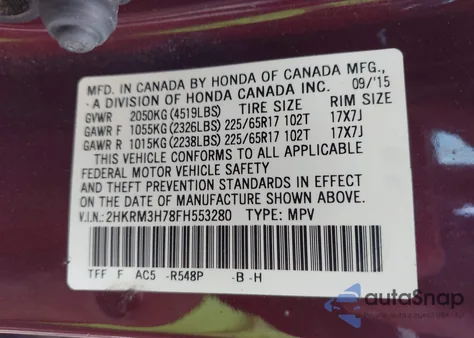 MFD. IN CANADA BY HONDA OF CANADA MFG.,
A DIVISION OF HONDA CANADA INC. 09/'15
GVWR 2050KG (4519LBS) TIRE SIZE RIM SIZE
GAWR F 1055KG (2326LBS) 225/65R17 102T 17X7J
GAWR R 1015KG (2238LBS) 225/65R17 102T 17X7J
THIS VEHICLE CONFORMS TO ALL APPLICABLE
FEDERAL MOTOR VEHICLE SAFETY
STANDARDS IN EFFECT ON THE DATE OF
MANUFACTURE SHOWN ABOVE.
V.I.N.: 2HKRM3H78FH553280 TYPE: MPV
TFF F AC5 -R548P -B -H
autoSnap